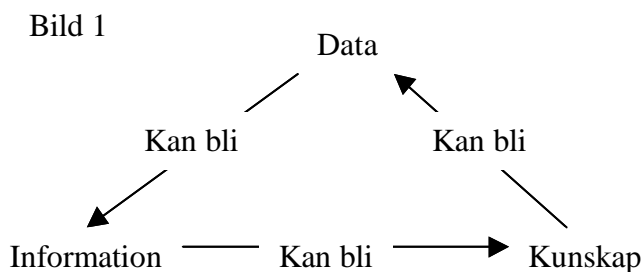 Bild 1
Data
Kan bli Kan bli
Information Kan bli Kunskap